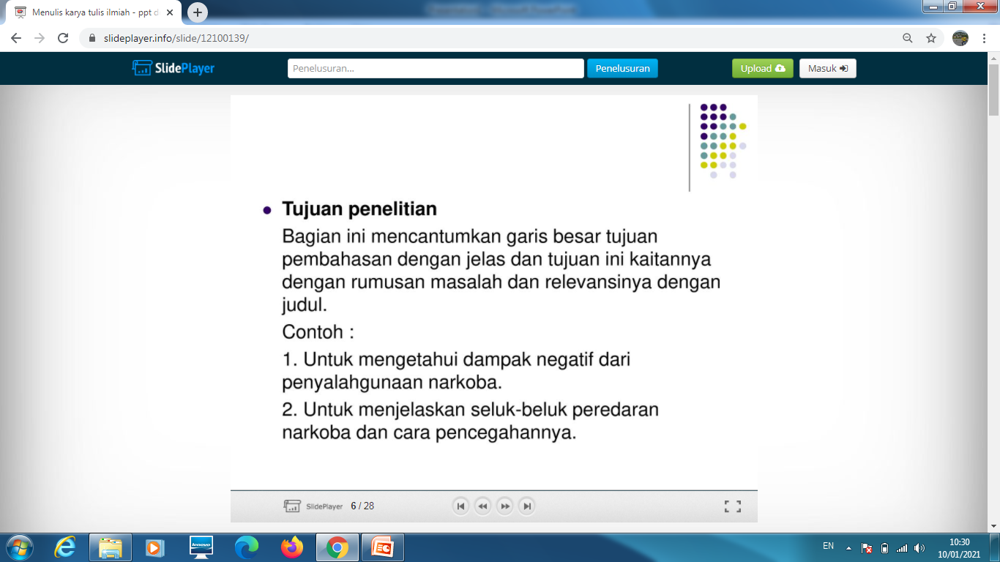 Menulis karya tulis ilmiah - ppt d
slideplayer.info/slide/12100139/
SlidePlayer
Penelusuran...
Penelusuran
Upload
Masuk
Tujuan penelitian
Bagian ini mencantumkan garis besar tujuan
pembahasan dengan jelas dan tujuan ini kaitannya
dengan rumusan masalah dan relevansinya dengan
judul.
Contoh :
1. Untuk mengetahui dampak negatif dari
penyalahgunaan narkoba.
2. Untuk menjelaskan seluk-beluk peredaran
narkoba dan cara pencegahannya.
SlidePlayer 6 / 28
lenovo
EN
10:30
10/01/2021